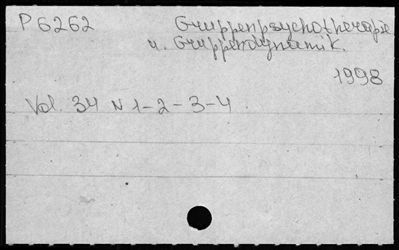 P 6262 Gruppenpsychotherapie
u. Gruppendynamik.
1998
Vol. 34 N 1-2-3-4